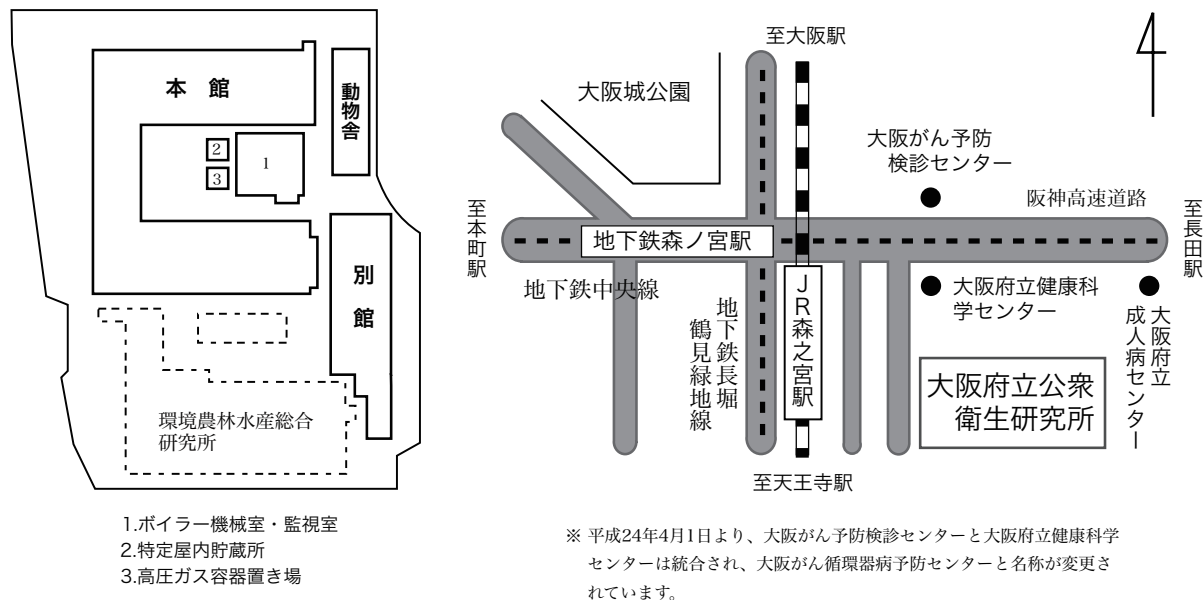 本 館
動物舎
2
3
1
別館
環境農林水産総合
研究所
1.ボイラー機械室・監視室
2.特定屋内貯蔵所
3.高圧ガス容器置き場
至大阪駅
大阪城公園
大阪がん予防
検診センター
阪神高速道路
至本町駅
地下鉄森ノ宮駅
至長田駅
地下鉄中央線
地下鉄長堀
鶴見緑地線
JR森之宮駅
大阪府立健康科
学センター
大阪府立
成人病センター
大阪府立公衆
衛生研究所
至天王寺駅
※ 平成24年4月1日より、大阪がん予防検診センターと大阪府立健康科学
センターは統合され、大阪がん循環器病予防センターと名称が変更さ
れています。